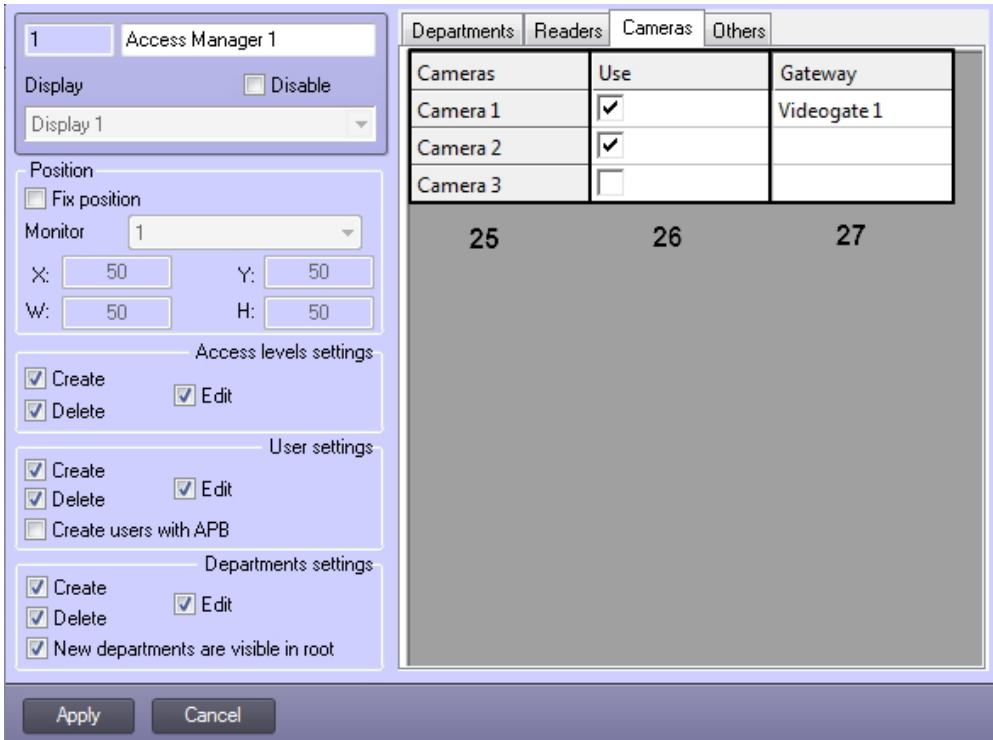 1 Access Manager 1
Display Disable
Display 1
Position
Fix position
Monitor 1
X: 50 Y: 50
W: 50 H: 50
Access levels settings
Create
Edit
Delete
User settings
Create
Edit
Delete
Create users with APB
Departments settings
Create
Edit
Delete
New departments are visible in root
Departments Readers Cameras Others
Cameras Use Gateway
Camera 1 Videogate 1
Camera 2
Camera 3
25 26 27
Apply Cancel